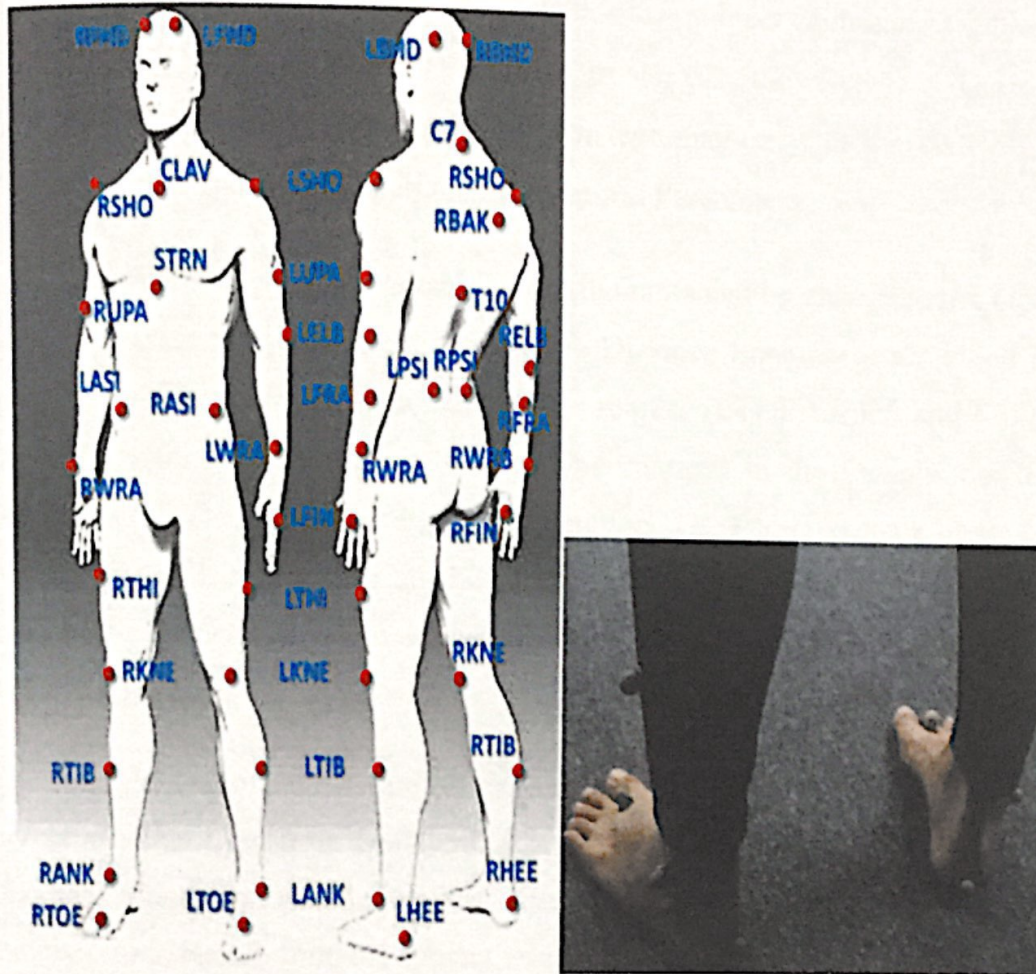 LBHD
C7
CLAV
RSHO
LSHO
RSHO
RBAK
STRN
LUPA
T10
RUPA
LELB
RELB
LPSI
RPSI
LASI
RASI
LFRA
RFRA
LWRA
RWRA
RWRB
BWRA
LFIN
RFIN
RTHI
LTHI
RKNE
LKNE
RKNE
RTIB
LTIB
RTIB
RANK
LANK
RHEE
RTOE
LTOE
LHEE